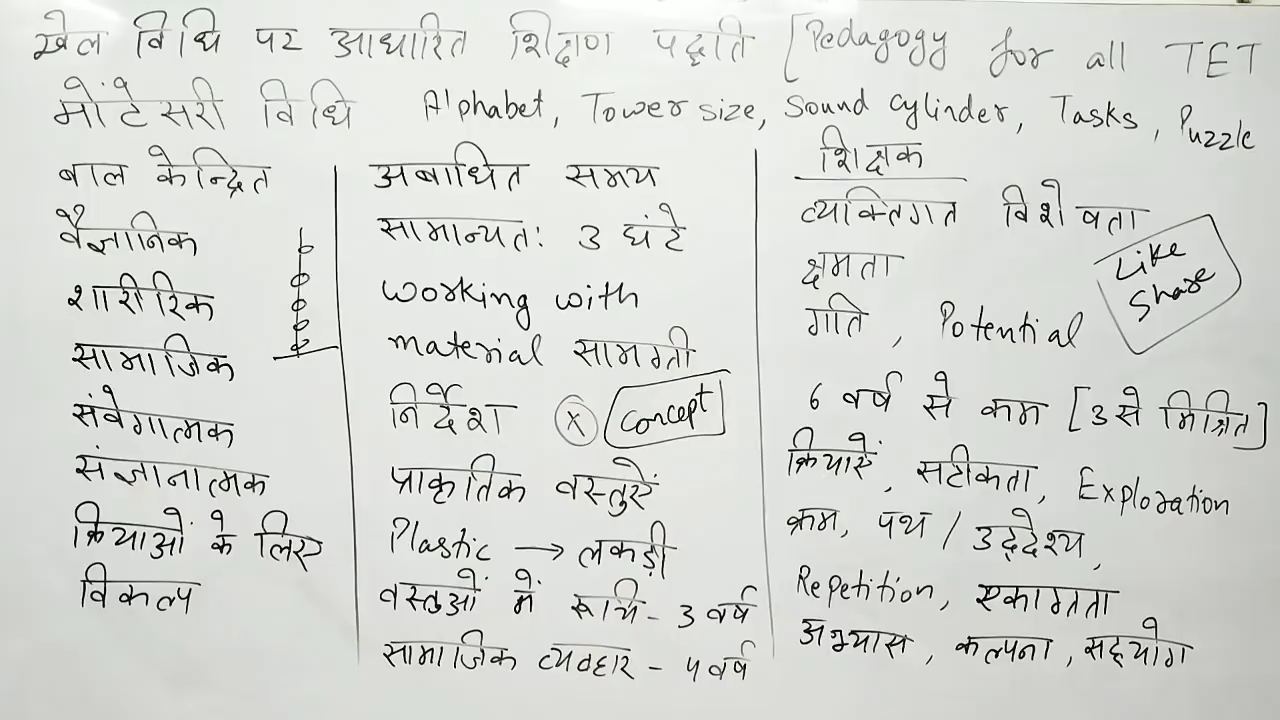 खेल विधि पर आधारित शिक्षण पद्धति [Pedagogy for all TET
मोंटेसरी विधि Alphabet, Tower size, Sound cylinder, Tasks, Puzzle
बाल केन्द्रित
वैज्ञानिक
शारीरिक
सामाजिक
संवेगात्मक
संज्ञानात्मक
क्रियाओं के लिए
विकल्प
अबाधित समय
सामान्यतः 3 घंटे
working with
material सामग्री
निर्देश (x) Concept
प्राकृतिक वस्तुएँ
Plastic → लकड़ी
वस्तुओं में रूचि - 3 वर्ष
सामाजिक व्यवहार - 4 वर्ष
शिक्षक
व्यक्तिगत विशेषता
क्षमता
गति, Potential
Like
Share
6 वर्ष से कम [3 से मिश्रित]
क्रियाएँ, सटीकता, Exploration
क्रम, पथ / उद्देश्य,
Repetition, एकाग्रता
अभ्यास, कल्पना, सहयोग